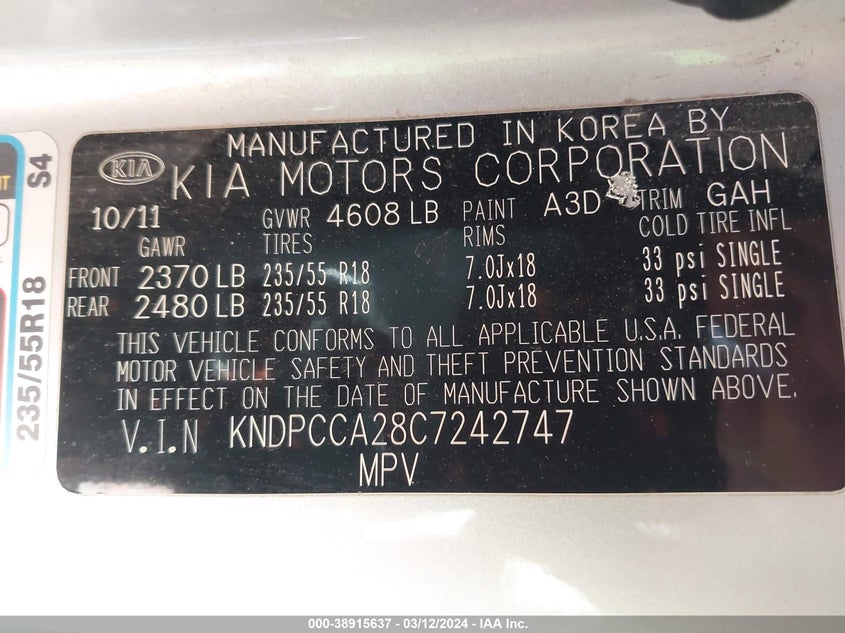 MANUFACTURED IN KOREA BY
KIA KIA MOTORS CORPORATION
10/11 GVWR 4608 LB PAINT A3D TRIM GAH
GAWR TIRES RIMS COLD TIRE INFL
FRONT 2370 LB 235/55 R18 7.0Jx18 33 psi SINGLE
REAR 2480 LB 235/55 R18 7.0Jx18 33 psi SINGLE
THIS VEHICLE CONFORMS TO ALL APPLICABLE U.S.A. FEDERAL
MOTOR VEHICLE SAFETY AND THEFT PREVENTION STANDARDS
IN EFFECT ON THE DATE OF MANUFACTURE SHOWN ABOVE.
V.I.N KNDPCCA28C7242747
MPV
S4
235/55R18
000-38915637 - 03/12/2024 - IAA Inc.